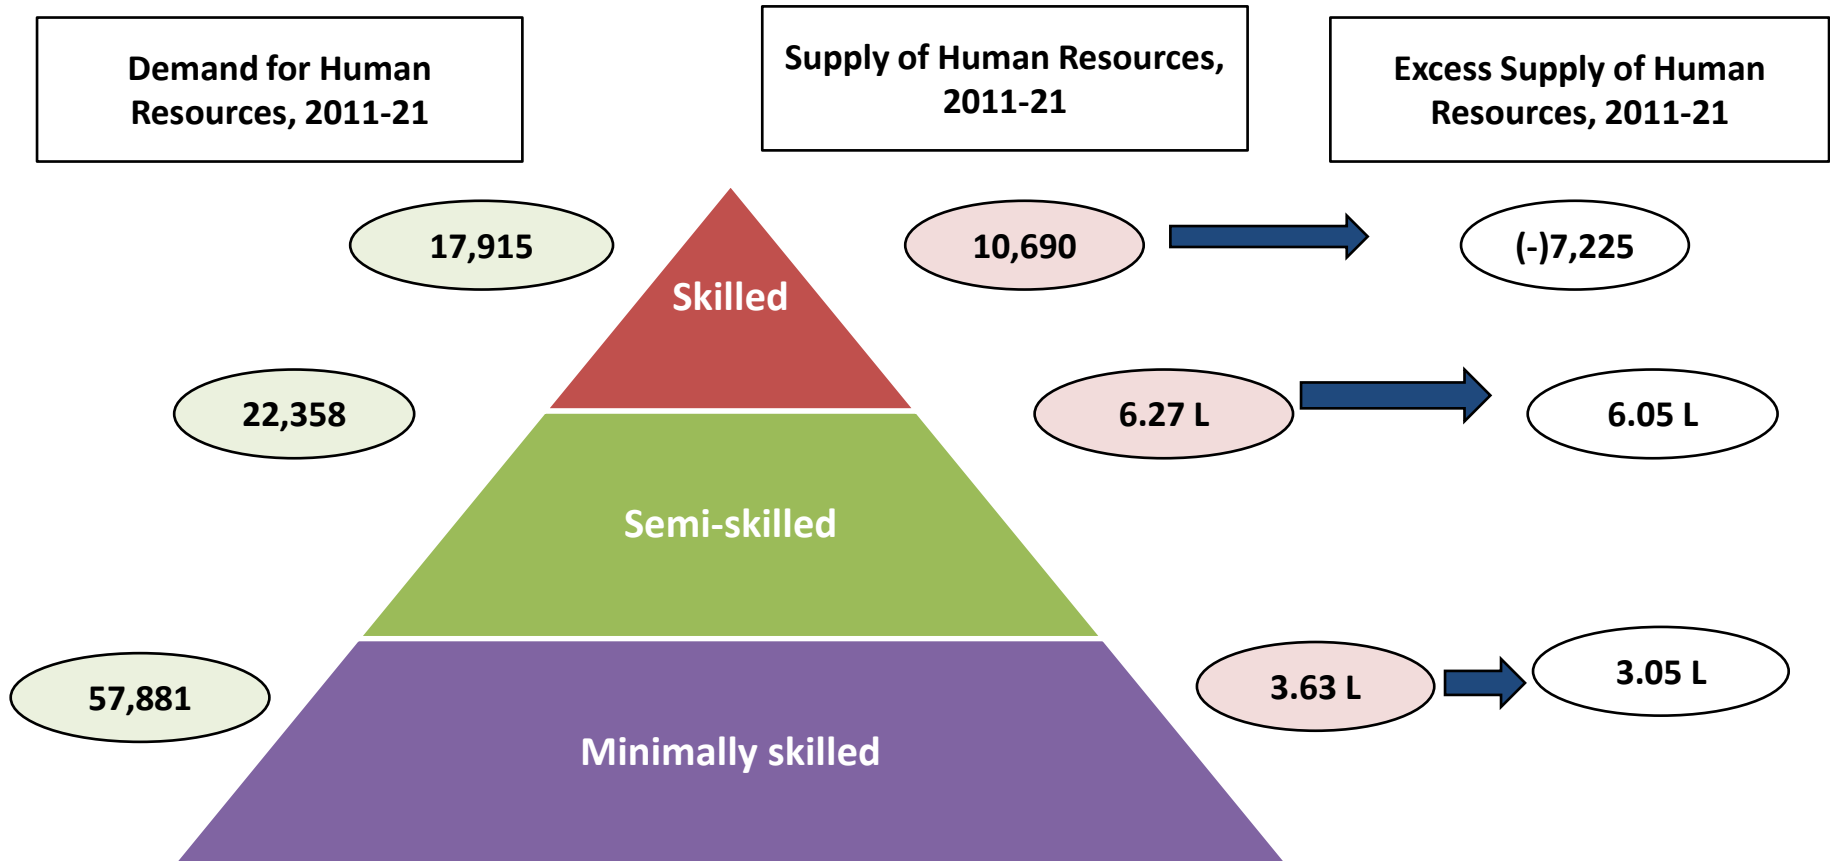 Demand for Human
Resources, 2011-21
Supply of Human Resources,
2011-21
Excess Supply of Human
Resources, 2011-21
17,915
Skilled
10,690
(-)7,225
22,358
Semi-skilled
6.27 L
6.05 L
57,881
Minimally skilled
3.63 L
3.05 L